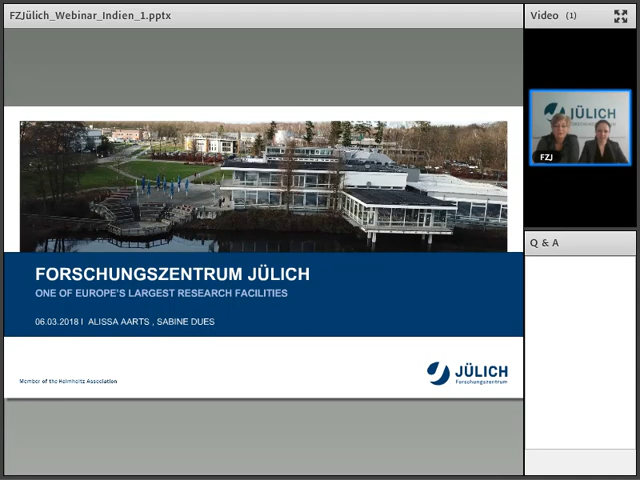 FZJülich_Webinar_Indien_1.pptx
Video (1)
JÜLICH
FZJ
Q & A
FORSCHUNGSZENTRUM JÜLICH
ONE OF EUROPE'S LARGEST RESEARCH FACILITIES
06.03.2018 I ALISSA AARTS , SABINE DUES
Member of the Helmholtz Association
JÜLICH
Forschungszentrum